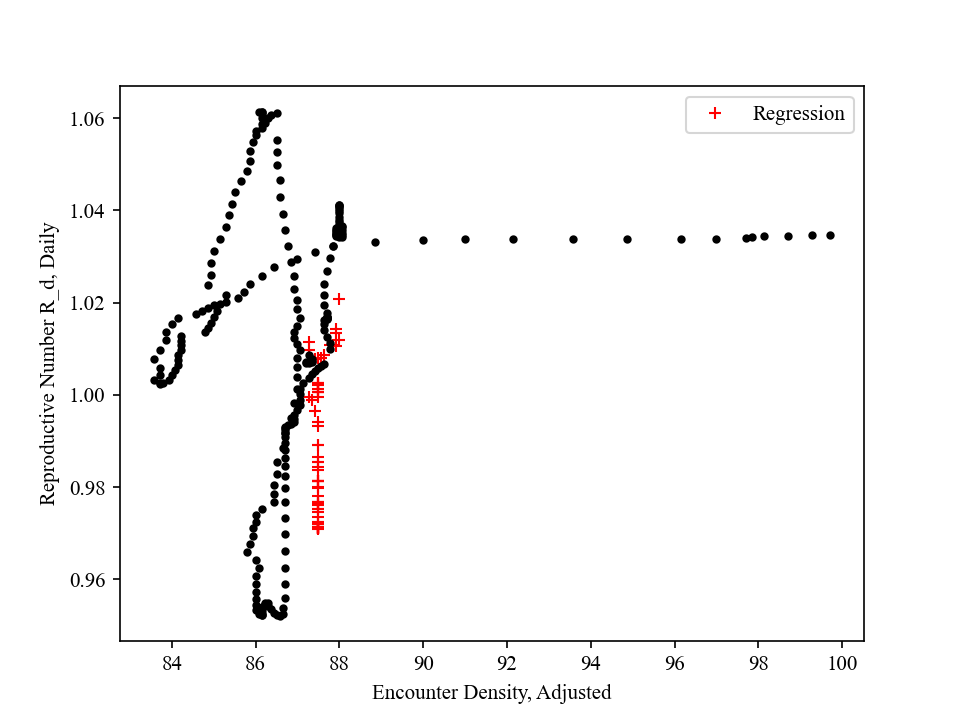 Regression
1.06
1.04
1.02
1.00
0.98
0.96
Reproductive Number R_d, Daily
84 86 88 90 92 94 96 98 100
Encounter Density, Adjusted